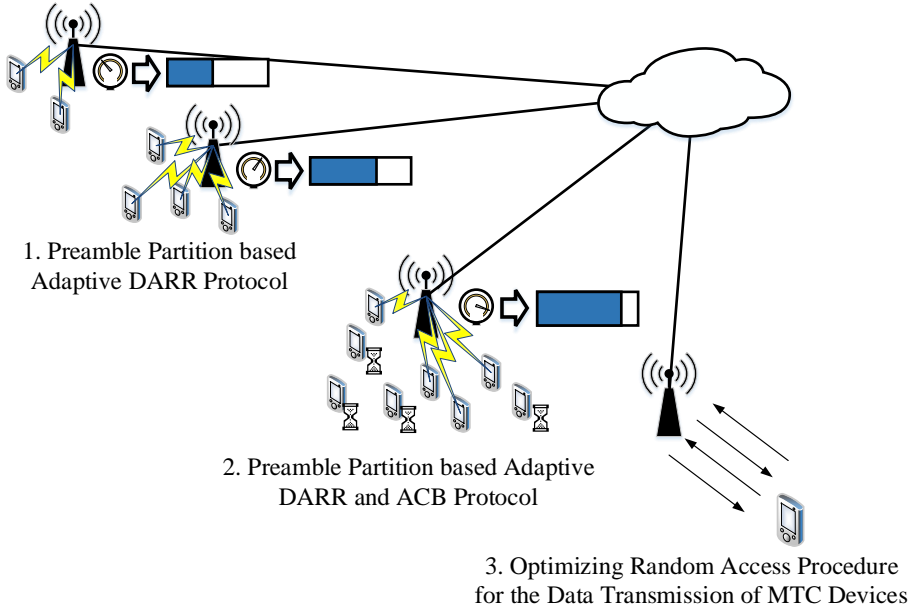 1. Preamble Partition based
Adaptive DARR Protocol
2. Preamble Partition based Adaptive
DARR and ACB Protocol
3. Optimizing Random Access Procedure
for the Data Transmission of MTC Devices